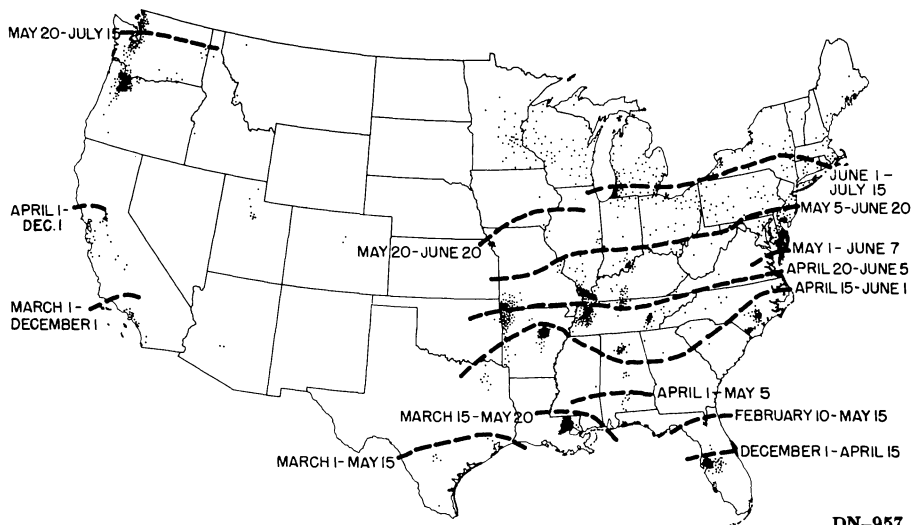 MAY 20-JULY 15
JUNE 1-
JULY 15
APRIL 1-
DEC. 1
MAY 5-JUNE 20
MAY 20-JUNE 20
MAY 1-JUNE 7
APRIL 20-JUNE 5
APRIL 15-JUNE 1
MARCH 1-
DECEMBER 1
APRIL 1-MAY 5
MARCH 15-MAY 20
FEBRUARY 10-MAY 15
MARCH 1-MAY 15
DECEMBER 1-APRIL 15
DN-957